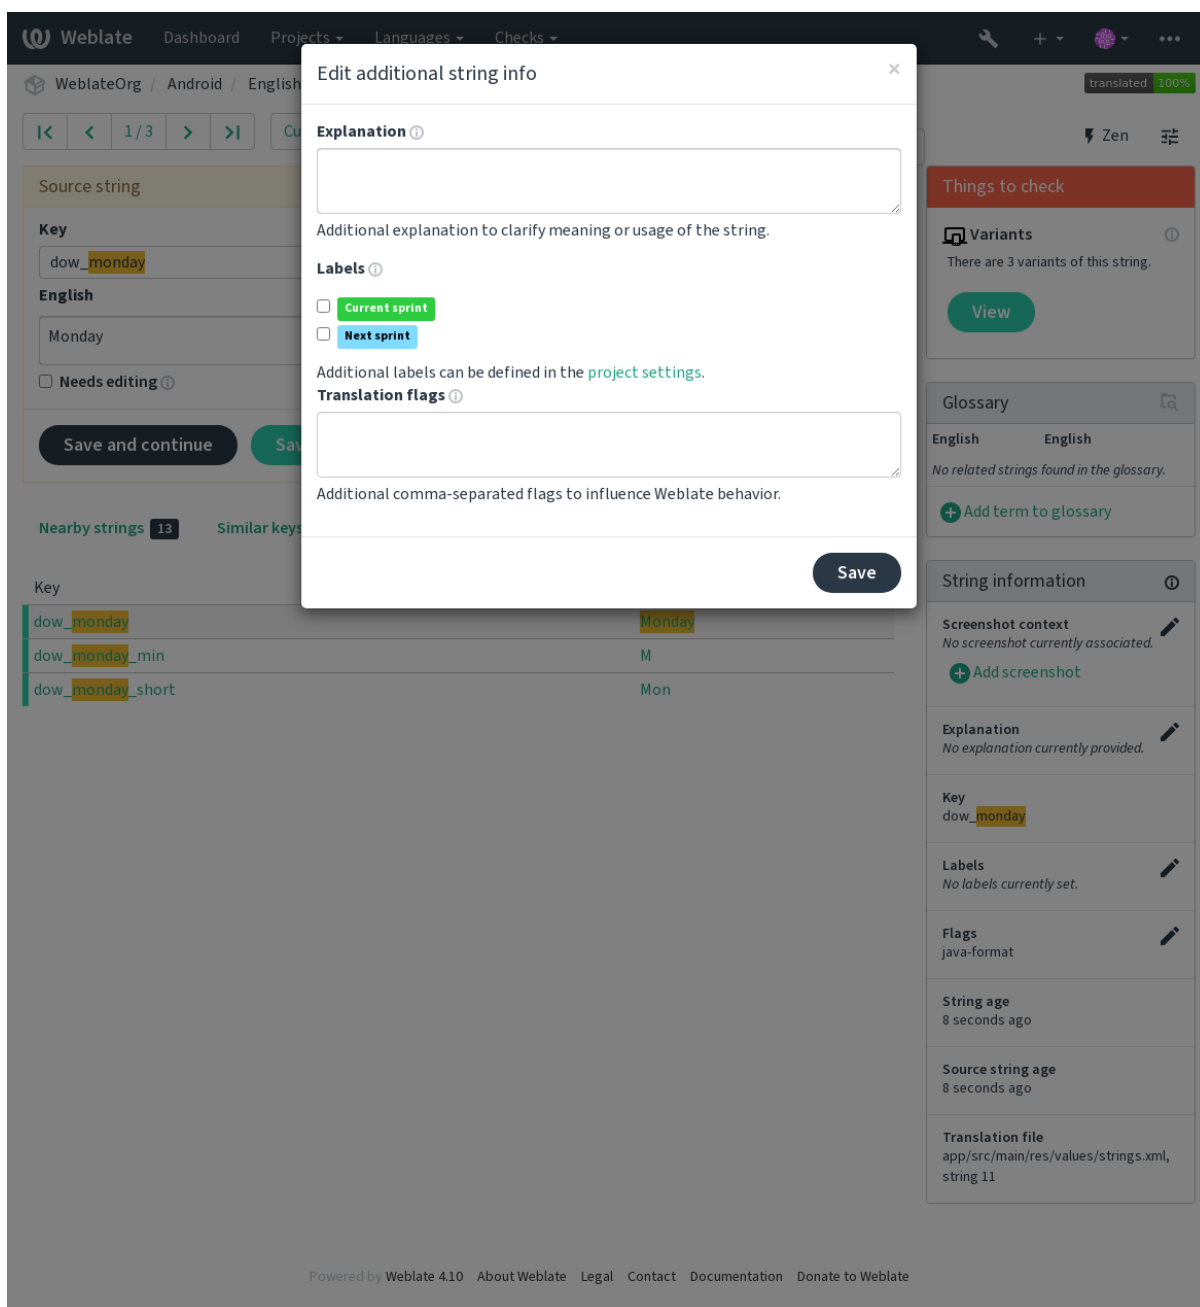 Weblate Dashboard Projects Languages Checks
WeblateOrg / Android / English
translated 100%
1 / 3
Zen
Edit additional string info
×
Explanation
Additional explanation to clarify meaning or usage of the string.
Labels
Current sprint
Next sprint
Additional labels can be defined in the project settings.
Translation flags
Additional comma-separated flags to influence Weblate behavior.
Save
Source string
Key
dow_monday
English
Monday
Needs editing
Save and continue
Nearby strings 13 Similar keys
Key
dow_monday Monday
dow_monday_min M
dow_monday_short Mon
Things to check
Variants
There are 3 variants of this string.
View
Glossary
English English
No related strings found in the glossary.
Add term to glossary
String information
Screenshot context
No screenshot currently associated.
Add screenshot
Explanation
No explanation currently provided.
Key
dow_monday
Labels
No labels currently set.
Flags
java-format
String age
8 seconds ago
Source string age
8 seconds ago
Translation file
app/src/main/res/values/strings.xml,
string 11
Powered by Weblate 4.10 About Weblate Legal Contact Documentation Donate to Weblate